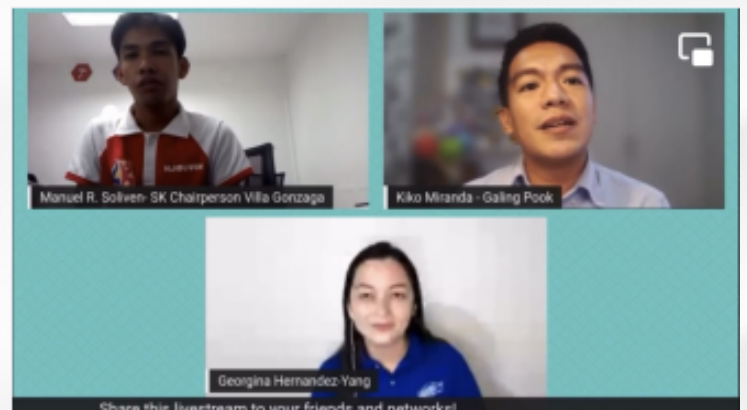 Manuel R. Soliven- SK Chairperson Villa Gonzaga
Kiko Miranda - Galing Pook
Georgina Hernandez-Yang
Share this livestream to your friends and networks!